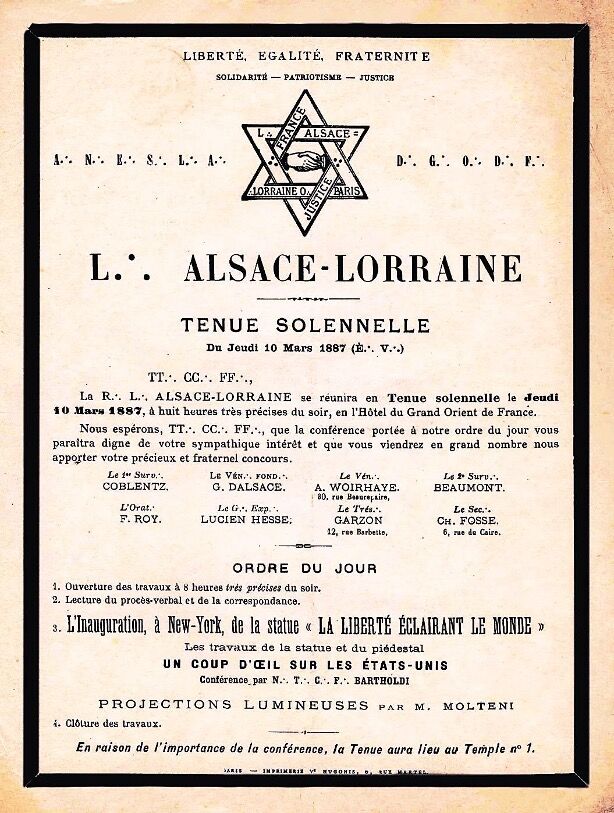 LIBERTÉ, EGALITÉ, FRATERNITE
SOLIDARITÉ — PATRIOTISME — JUSTICE
L∴ FRANCE ALSACE=
A∴ N∴ E∴ S∴ L∴ A∴ D∴ G∴ O∴ D∴ F∴
LORRAINE O. JUSTICE PARIS
L∴ ALSACE-LORRAINE
TENUE SOLENNELLE
Du Jeudi 10 Mars 1887 (È∴ V∴)
TT∴ CC∴ FF∴,
La R∴ L∴ ALSACE-LORRAINE se réunira en Tenue solennelle le Jeudi
10 Mars 1887, à huit heures très précises du soir, en l'Hôtel du Grand Orient de France.
Nous espérons, TT∴ CC∴ FF∴, que la conférence portée à notre ordre du jour vous
paraîtra digne de votre sympathique intérêt et que vous viendrez en grand nombre nous
apporter votre précieux et fraternel concours.
Le 1er Surv∴ Le Vén∴ fond∴ Le Vén∴ Le 2e Surv∴
COBLENTZ. G. DALSACE. A. WOIRHAYE. BEAUMONT.
80, rue Beaurepaire,
L'Orat∴ Le G∴ Exp∴ Le Trés∴ Le Sec∴
F. ROY. LUCIEN HESSE; GARZON CH. FOSSE.
12, rue Barbette, 6, rue du Caire.
ORDRE DU JOUR
1. Ouverture des travaux à 8 heures très précises du soir.
2. Lecture du procès-verbal et de la correspondance.
3. L'Inauguration, à New-York, de la statue « LA LIBERTÉ ÉCLAIRANT LE MONDE »
Les travaux de la statue et du piédestal
UN COUP D'ŒIL SUR LES ÉTATS-UNIS
Conférence par N∴ T∴ C∴ F∴ BARTHOLDI
PROJECTIONS LUMINEUSES PAR M. MOLTENI
4. Clôture des travaux.
En raison de l'importance de la conférence, la Tenue aura lieu au Temple n° 1.
PARIS — IMPRIMERIE Ve HUGONIS, 6, RUE MARTEL.